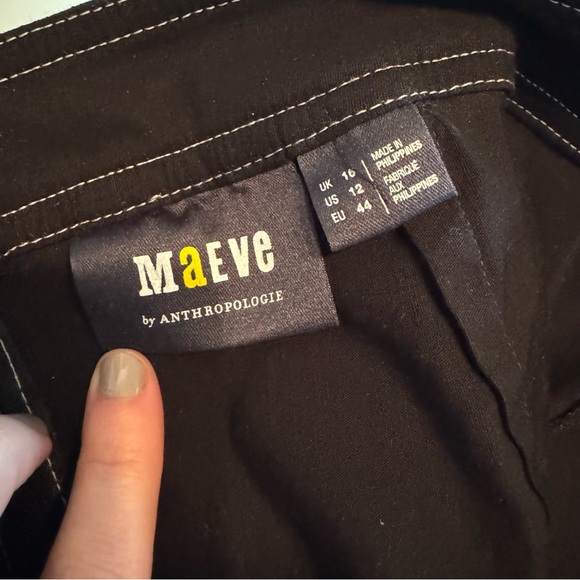 MaEve
by ANTHROPOLOGIE
UK 16
US 12
EU 44
MADE IN
PHILIPPINES
FABRIQUÉ
AUX
PHILIPPINES